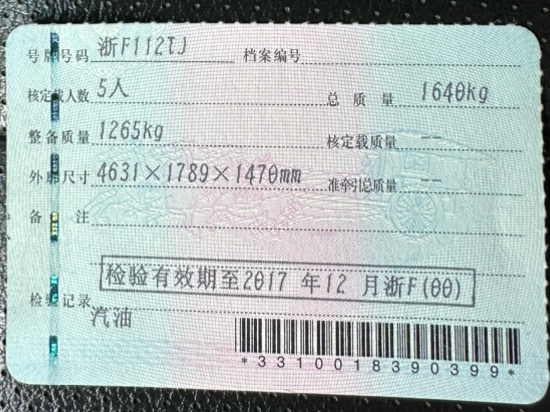 号牌号码 浙F112TJ 档案编号
核定载人数 5人 总质量 1640kg
整备质量 1265kg 核定载质量 --
外廓尺寸 4631×1789×1470mm 准牵引总质量 --
备注
检验有效期至2017 年12 月浙F(00)
检验记录
汽油
*3310018390399*